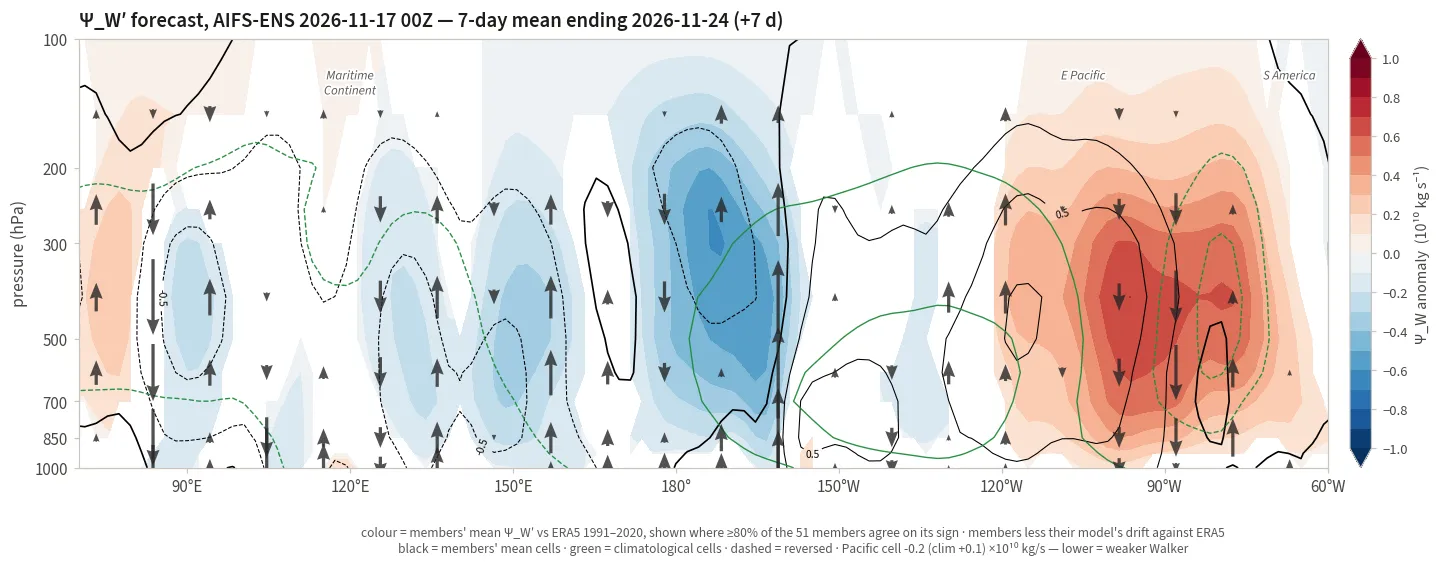 Ψ_W′ forecast, AIFS-ENS 2026-11-17 00Z — 7-day mean ending 2026-11-24 (+7 d)
100
200
300
400
500
700
850
1000
pressure (hPa)
Maritime
Continent
E Pacific
S America
0.5
0.5
0.5
0.5
90°E
120°E
150°E
180°
150°W
120°W
90°W
60°W
1.0
0.8
0.6
0.4
0.2
0.0
−0.2
−0.4
−0.6
−0.8
−1.0
Ψ_W anomaly (10¹⁰ kg s⁻¹)
colour = members' mean Ψ_W′ vs ERA5 1991–2020, shown where ≥80% of the 51 members agree on its sign · members less their model's drift against ERA5
black = members' mean cells · green = climatological cells · dashed = reversed · Pacific cell -0.2 (clim +0.1) ×10¹⁰ kg/s — lower = weaker Walker